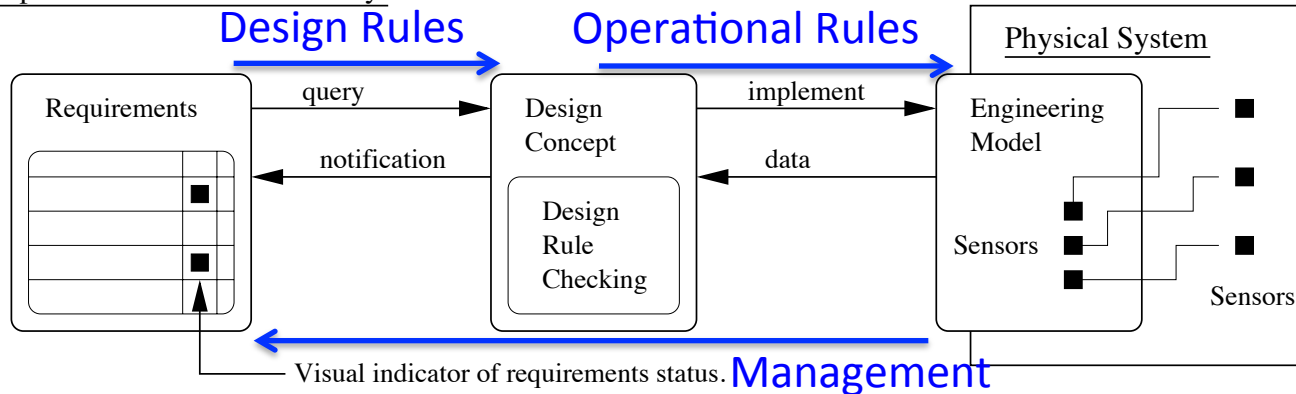 Design Rules
Operational Rules
Physical System
Requirements
query
notification
Design
Concept
Design
Rule
Checking
implement
data
Engineering
Model
Sensors
Sensors
Visual indicator of requirements status.
Management